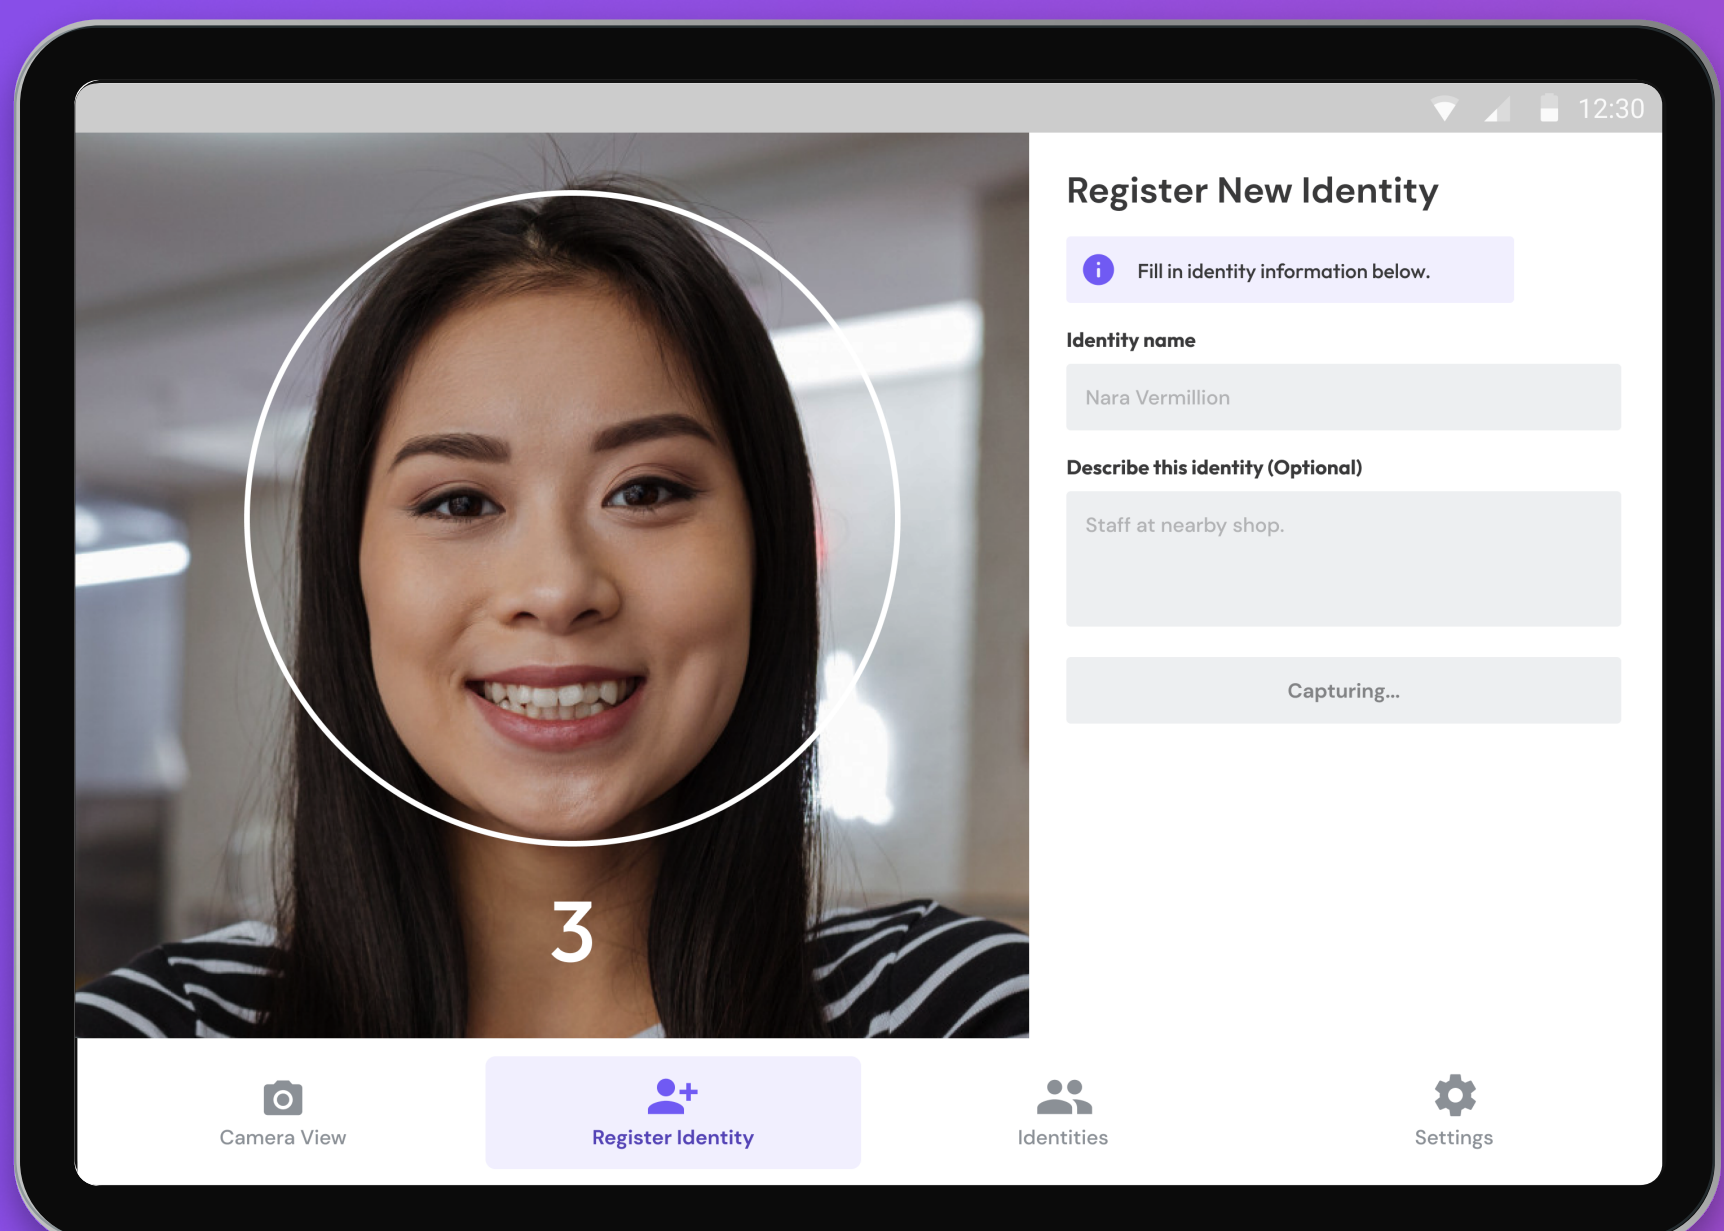 12:30
Register New Identity
Fill in identity information below.
Identity name
Nara Vermillion
Describe this identity (Optional)
Staff at nearby shop.
Capturing...
3
Camera View
Register Identity
Identities
Settings